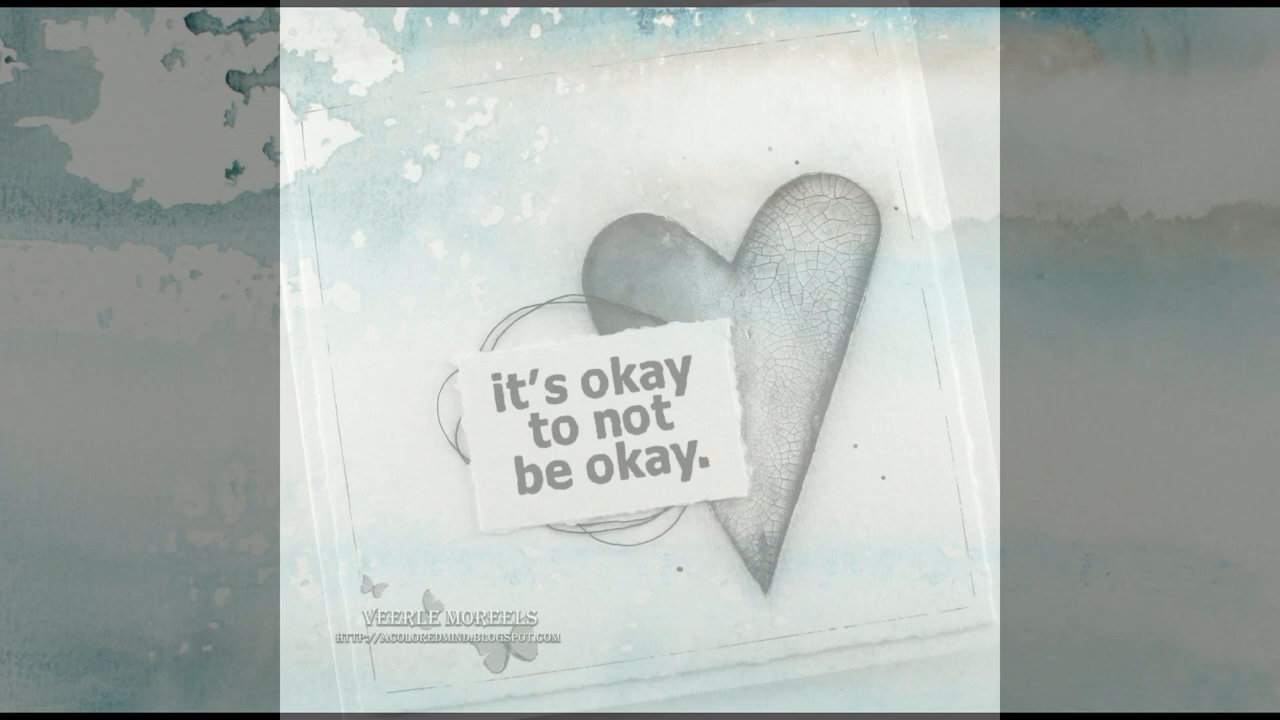 it's okay
to not
be okay.
VEERLE MOREELS
HTTP://ACOLOREDMIND.BLOGSPOT.COM